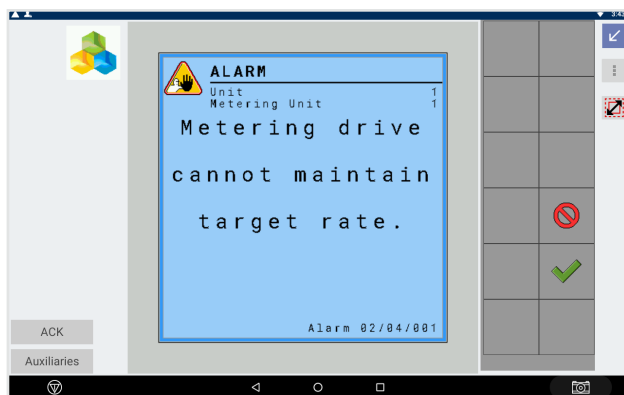 ALARM
Unit 1
Metering Unit 1
Metering drive
cannot maintain
target rate.
Alarm 02/04/001
ACK
Auxiliaries